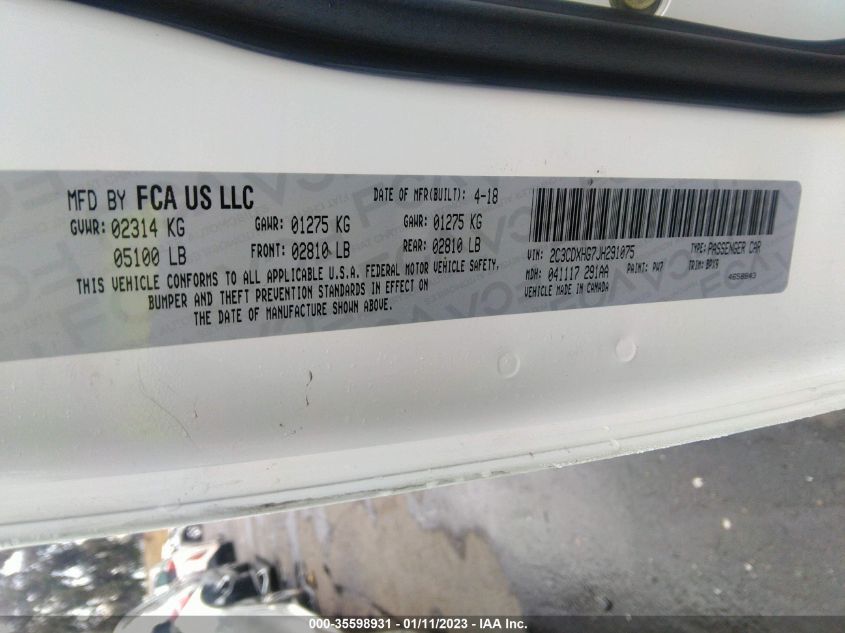 MFD BY FCA US LLC
DATE OF MFR(BUILT): 4-18
GVWR: 02314 KG
GAWR: 01275 KG
GAWR: 01275 KG
05100 LB
FRONT: 02810 LB
REAR: 02810 LB
THIS VEHICLE CONFORMS TO ALL APPLICABLE U.S.A. FEDERAL MOTOR VEHICLE SAFETY,
BUMPER AND THEFT PREVENTION STANDARDS IN EFFECT ON
THE DATE OF MANUFACTURE SHOWN ABOVE.
VIN: 2C3CDXHG7JH291075
TYPE: PASSENGER CAR
MDH: 041117 291AA
PAINT: PW7
TRIM: BPX9
VEHICLE MADE IN CANADA
000-35598931 - 01/11/2023 - IAA Inc.